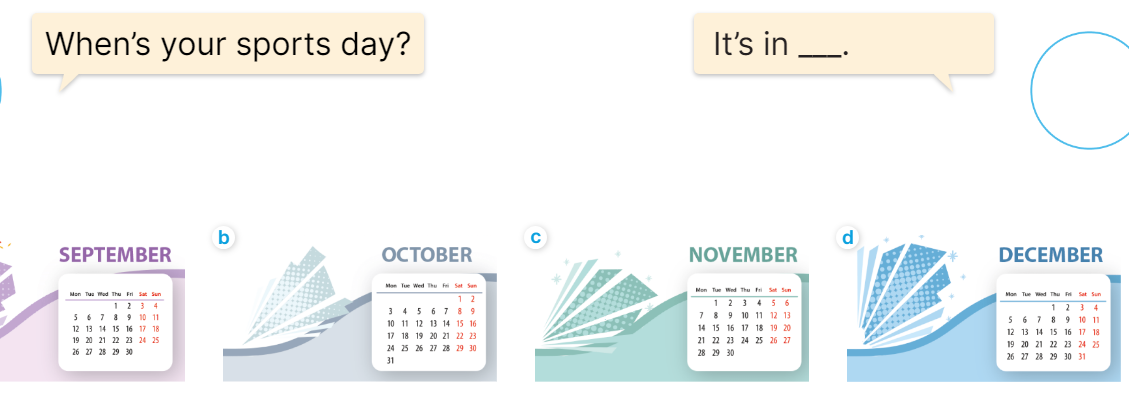 When's your sports day?
It's in ___.
SEPTEMBER
Mon Tue Wed Thu Fri Sat Sun
1 2 3 4
5 6 7 8 9 10 11
12 13 14 15 16 17 18
19 20 21 22 23 24 25
26 27 28 29 30
b
OCTOBER
Mon Tue Wed Thu Fri Sat Sun
1 2
3 4 5 6 7 8 9
10 11 12 13 14 15 16
17 18 19 20 21 22 23
24 25 26 27 28 29 30
31
c
NOVEMBER
Mon Tue Wed Thu Fri Sat Sun
1 2 3 4 5 6
7 8 9 10 11 12 13
14 15 16 17 18 19 20
21 22 23 24 25 26 27
28 29 30
d
DECEMBER
Mon Tue Wed Thu Fri Sat Sun
1 2 3 4
5 6 7 8 9 10 11
12 13 14 15 16 17 18
19 20 21 22 23 24 25
26 27 28 29 30 31